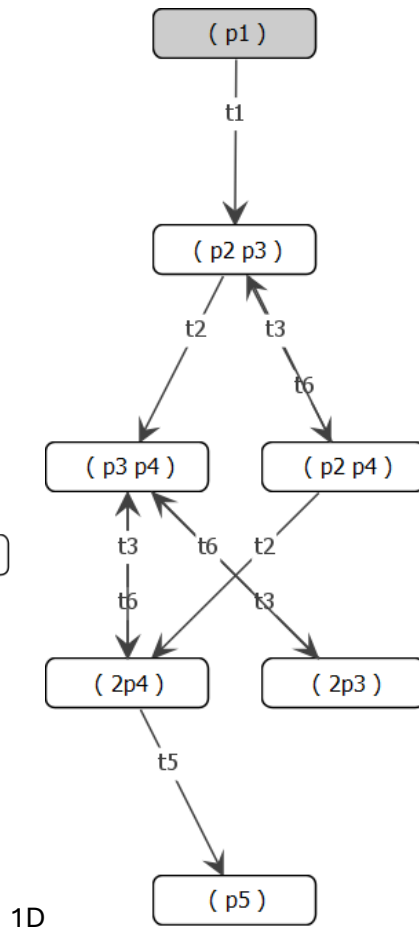 ( p1 )
t1
( p2 p3 )
t2 t3
t6
( p3 p4 ) ( p2 p4 )
t3 t6 t2
t6 t3
( 2p4 ) ( 2p3 )
t5
( p5 )
1D